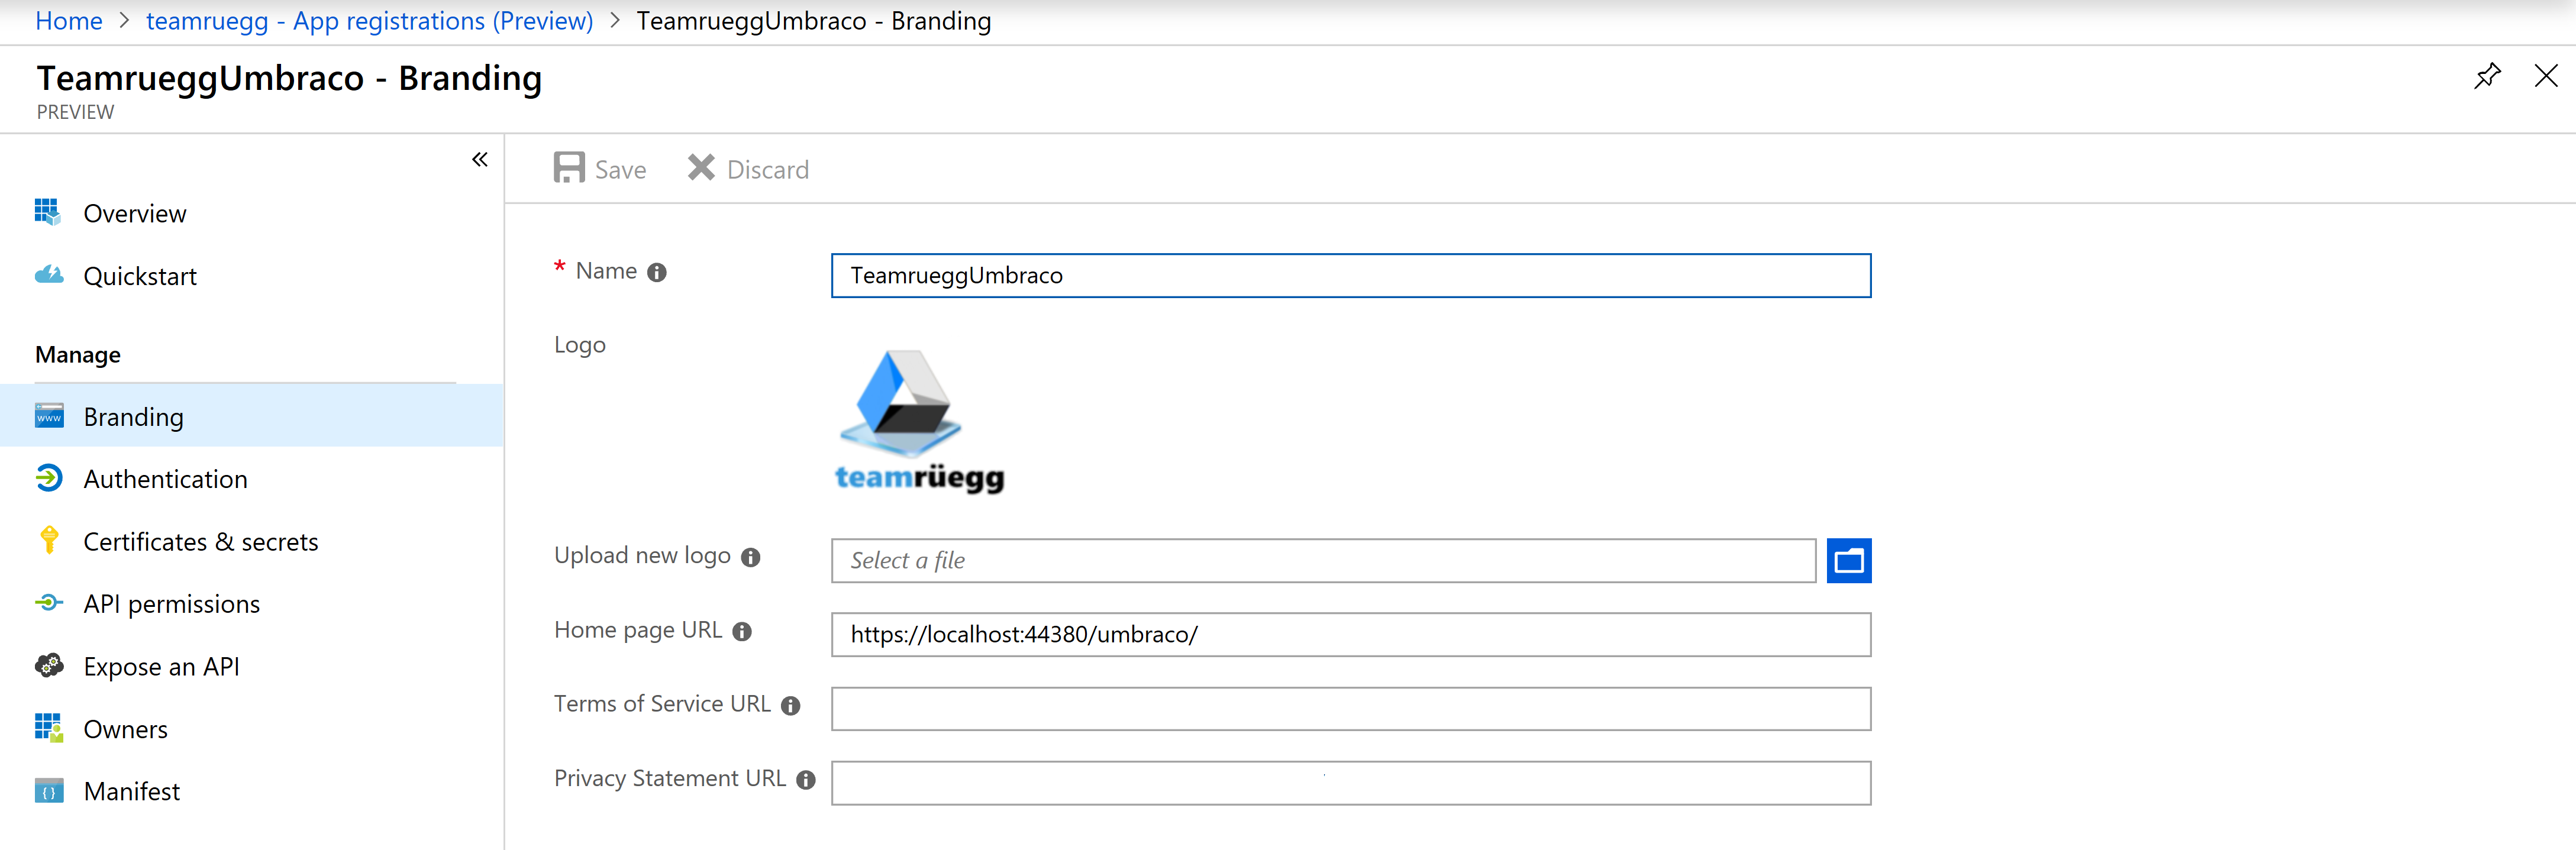 Home > teamruegg - App registrations (Preview) > TeamrueggUmbraco - Branding
TeamrueggUmbraco - Branding
PREVIEW
«
Overview
Quickstart
Manage
Branding
Authentication
Certificates & secrets
API permissions
Expose an API
Owners
Manifest
Save Discard
* Name TeamrueggUmbraco
Logo
teamrüegg
Upload new logo Select a file
Home page URL https://localhost:44380/umbraco/
Terms of Service URL
Privacy Statement URL